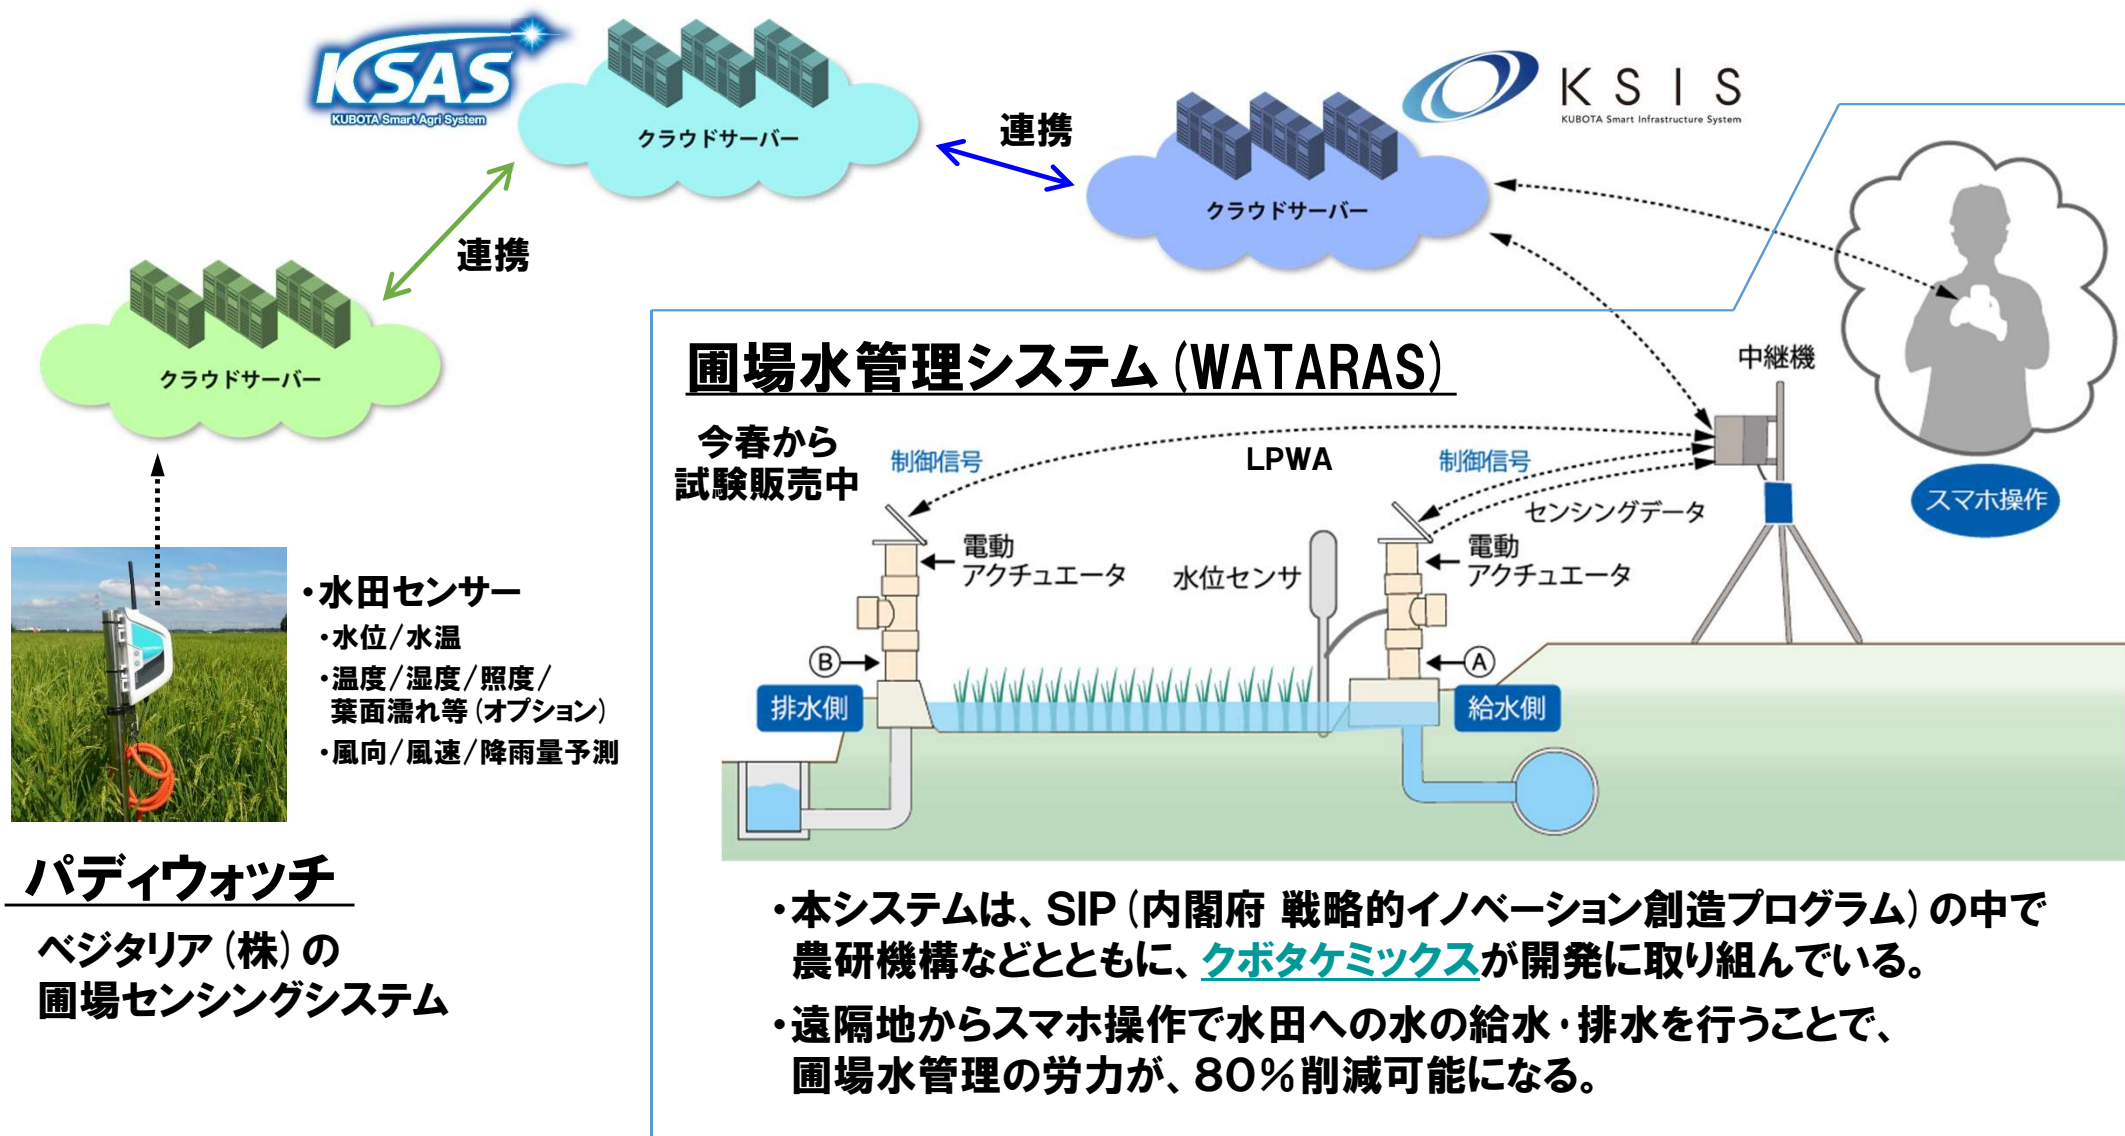 KSAS
KUBOTA Smart Agri System
クラウドサーバー
連携
KSIS
KUBOTA Smart Infrastructure System
クラウドサーバー
連携
クラウドサーバー
・水田センサー
・水位/水温
・温度/湿度/照度/
葉面濡れ等(オプション)
・風向/風速/降雨量予測
パディウォッチ
ベジタリア(株)の
圃場センシングシステム
圃場水管理システム(WATARAS)
今春から
試験販売中
制御信号
LPWA
制御信号
センシングデータ
中継機
スマホ操作
電動
アクチュエータ
水位センサ
電動
アクチュエータ
Ⓑ
Ⓐ
排水側
給水側
・本システムは、SIP(内閣府 戦略的イノベーション創造プログラム)の中で
農研機構などとともに、クボタケミックスが開発に取り組んでいる。
・遠隔地からスマホ操作で水田への水の給水・排水を行うことで、
圃場水管理の労力が、80%削減可能になる。